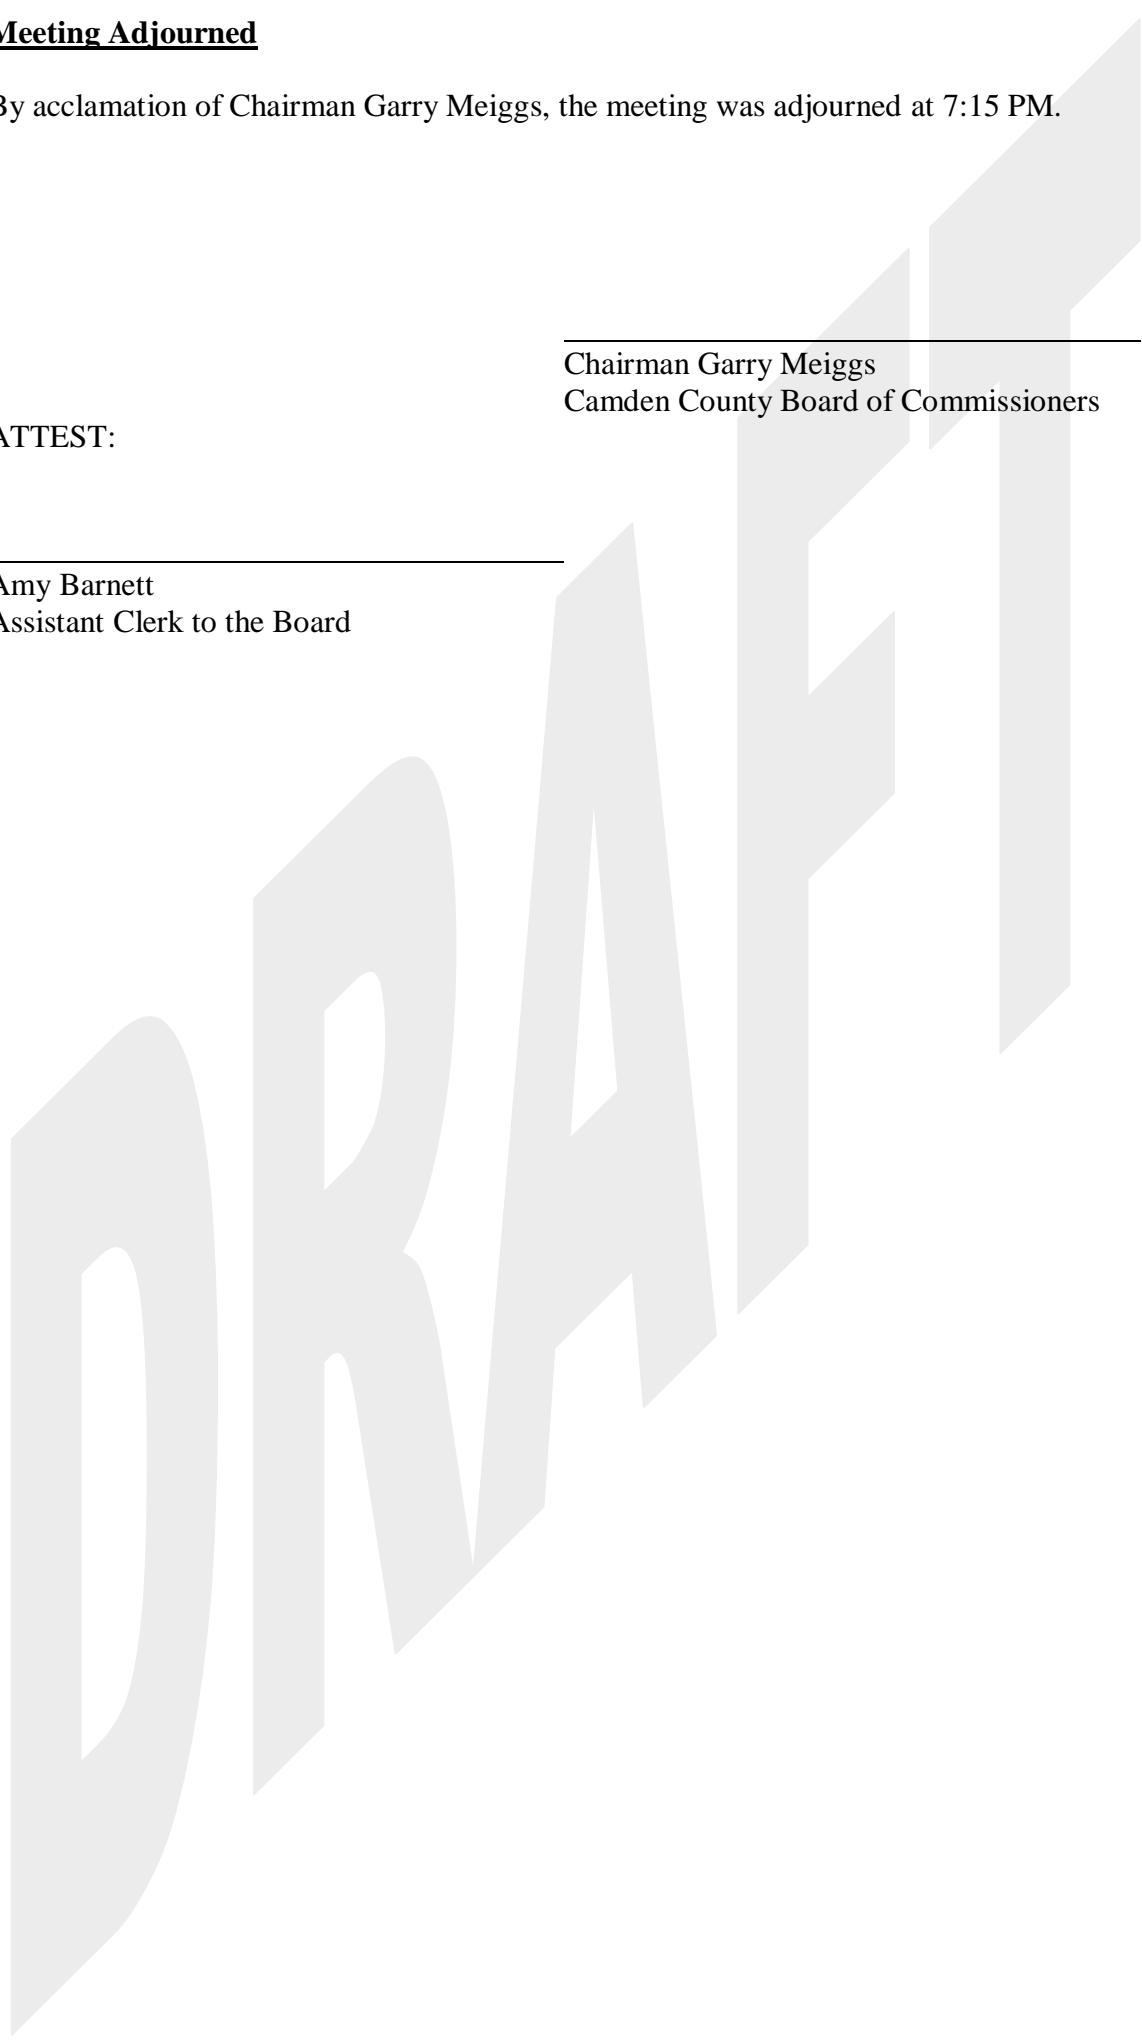 Meeting Adjourned
By acclamation of Chairman Garry Meiggs, the meeting was adjourned at 7:15 PM.
Chairman Garry Meiggs
Camden County Board of Commissioners
ATTEST:
Amy Barnett
Assistant Clerk to the Board
DRAFT